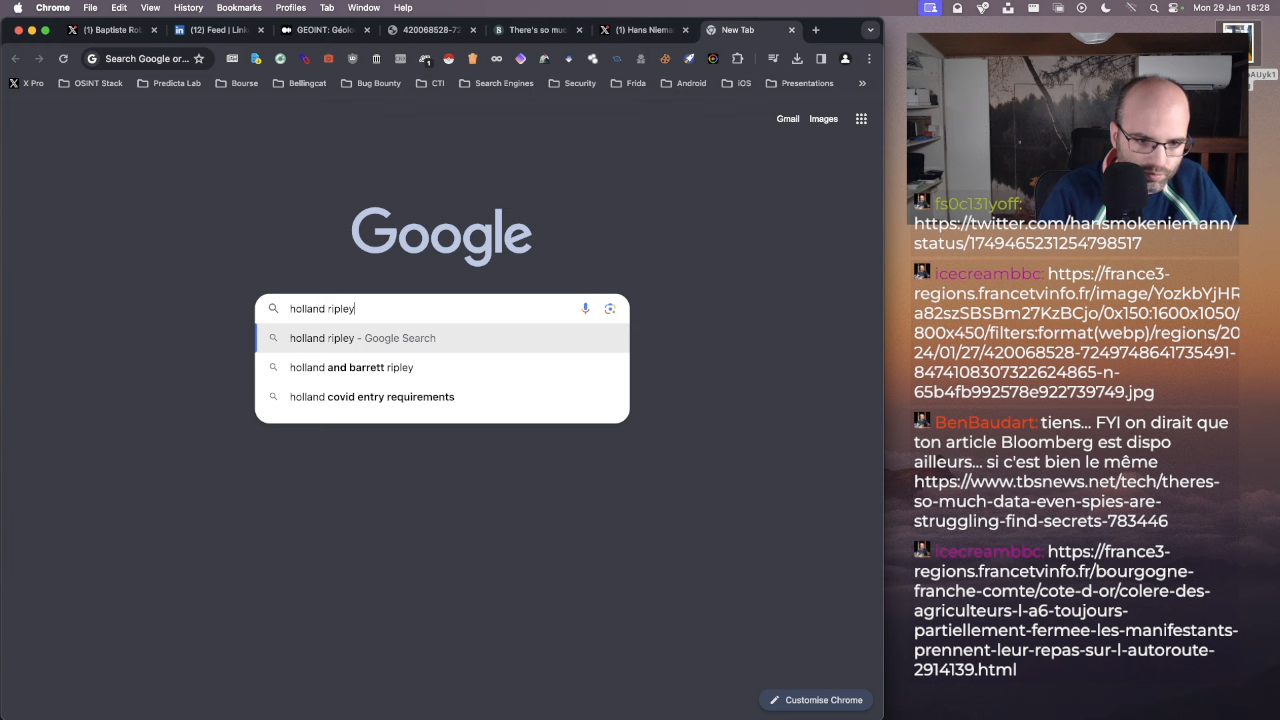 Chrome File Edit View History Bookmarks Profiles Tab Window Help
Mon 29 Jan 18:28
(1) Baptiste Rob
Feed | Link
GEOINT: Géolo
420068528-72
There's so muc
(1) Hans Niema
New Tab
Search Google or...
X Pro OSINT Stack Predicta Lab Bourse Bellingcat Bug Bounty CTI Search Engines Security Frida Android iOS Presentations »
Gmail Images
Google
holland ripley
holland ripley - Google Search
holland and barrett ripley
holland covid entry requirements
Customise Chrome
fs0c131yoff:
https://twitter.com/hansmokeniemann/
status/1749465231254798517
icecreambbc: https://france3-
regions.francetvinfo.fr/image/YozkbYjHR
a82szSBSBm27KzBCjo/0x150:1600x1050/
800x450/filters:format(webp)/regions/20
24/01/27/420068528-7249748641735491-
8474108307322624865-n-
65b4fb992578e922739749.jpg
BenBaudart: tiens... FYI on dirait que
ton article Bloomberg est dispo
ailleurs... si c'est bien le même
https://www.tbsnews.net/tech/theres-
so-much-data-even-spies-are-
struggling-find-secrets-783446
icecreambbc: https://france3-
regions.francetvinfo.fr/bourgogne-
franche-comte/cote-d-or/colere-des-
agriculteurs-l-a6-toujours-
partiellement-fermee-les-manifestants-
prennent-leur-repas-sur-l-autoroute-
2914139.html